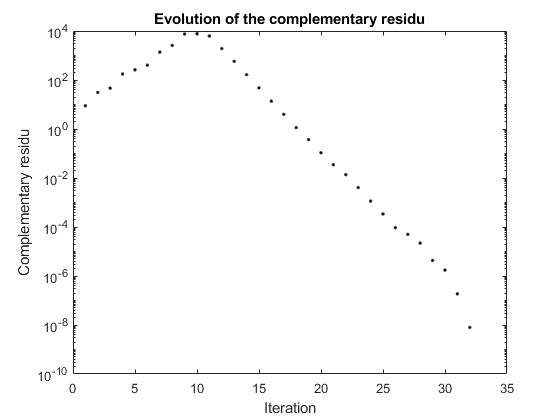 Evolution of the complementary residu
10^4
10^2
10^0
10^-2
10^-4
10^-6
10^-8
10^-10
Complementary residu
0 5 10 15 20 25 30 35
Iteration